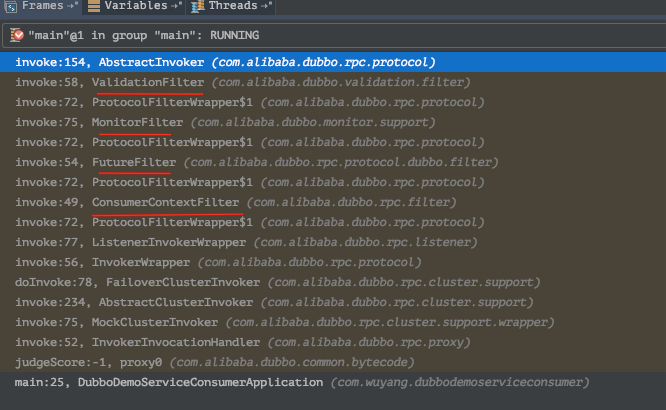 Frames Variables Threads
"main"@1 in group "main": RUNNING
invoke:154, AbstractInvoker (com.alibaba.dubbo.rpc.protocol)
invoke:58, ValidationFilter (com.alibaba.dubbo.validation.filter)
invoke:72, ProtocolFilterWrapper$1 (com.alibaba.dubbo.rpc.protocol)
invoke:75, MonitorFilter (com.alibaba.dubbo.monitor.support)
invoke:72, ProtocolFilterWrapper$1 (com.alibaba.dubbo.rpc.protocol)
invoke:54, FutureFilter (com.alibaba.dubbo.rpc.protocol.dubbo.filter)
invoke:72, ProtocolFilterWrapper$1 (com.alibaba.dubbo.rpc.protocol)
invoke:49, ConsumerContextFilter (com.alibaba.dubbo.rpc.filter)
invoke:72, ProtocolFilterWrapper$1 (com.alibaba.dubbo.rpc.protocol)
invoke:77, ListenerInvokerWrapper (com.alibaba.dubbo.rpc.listener)
invoke:56, InvokerWrapper (com.alibaba.dubbo.rpc.protocol)
doInvoke:78, FailoverClusterInvoker (com.alibaba.dubbo.rpc.cluster.support)
invoke:234, AbstractClusterInvoker (com.alibaba.dubbo.rpc.cluster.support)
invoke:75, MockClusterInvoker (com.alibaba.dubbo.rpc.cluster.support.wrapper)
invoke:52, InvokerInvocationHandler (com.alibaba.dubbo.rpc.proxy)
judgeScore:-1, proxy0 (com.alibaba.dubbo.common.bytecode)
main:25, DubboDemoServiceConsumerApplication (com.wuyang.dubbodemoserviceconsumer)